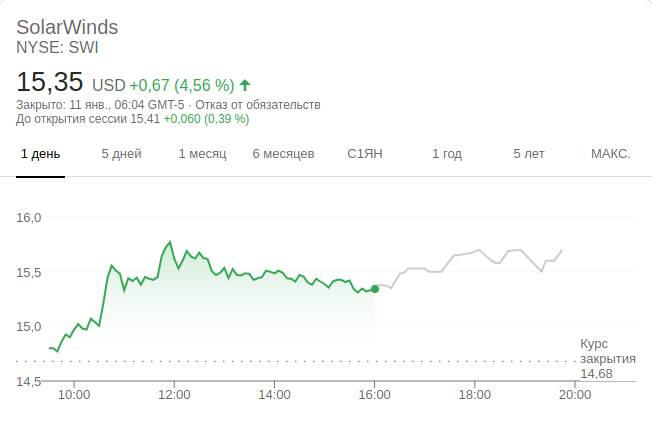 SolarWinds
NYSE: SWI
15,35 USD +0,67 (4,56 %)
Закрыто: 11 янв., 06:04 GMT-5 · Отказ от обязательств
До открытия сессии 15,41 +0,060 (0,39 %)
1 день 5 дней 1 месяц 6 месяцев С1ЯН 1 год 5 лет МАКС.
16,0
15,5
15,0
Курс
закрытия
14,68
14,5
10:00 12:00 14:00 16:00 18:00 20:00